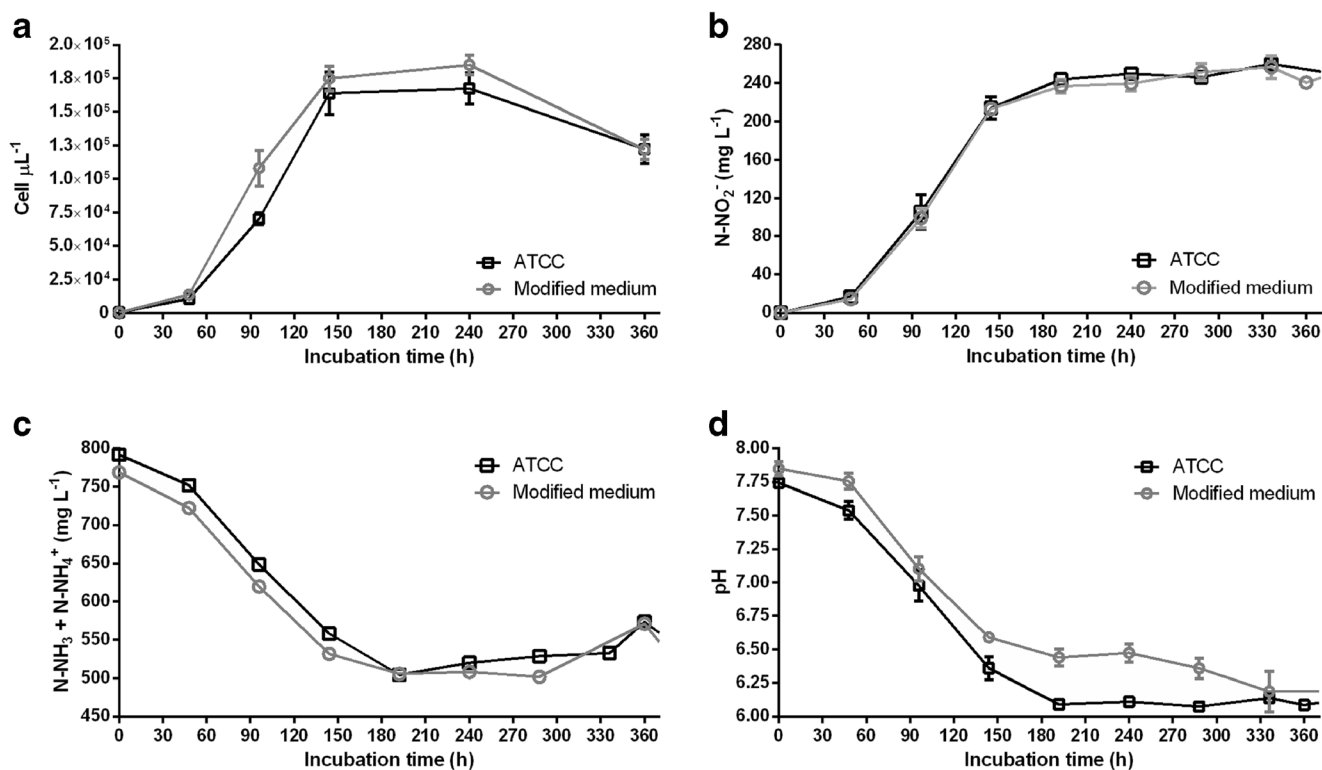 a
2.0×10⁵
1.8×10⁵
1.5×10⁵
1.3×10⁵
1.0×10⁵
7.5×10⁴
5.0×10⁴
2.5×10⁴
0
Cell μL⁻¹
ATCC
Modified medium
0 30 60 90 120 150 180 210 240 270 300 330 360
Incubation time (h)
b
280
240
200
160
120
80
40
0
N-NO₂⁻ (mg L⁻¹)
ATCC
Modified medium
0 30 60 90 120 150 180 210 240 270 300 330 360
Incubation time (h)
c
800
750
700
650
600
550
500
450
N-NH₃ + N-NH₄⁺ (mg L⁻¹)
ATCC
Modified medium
0 30 60 90 120 150 180 210 240 270 300 330 360
Incubation time (h)
d
8.00
7.75
7.50
7.25
7.00
6.75
6.50
6.25
6.00
pH
ATCC
Modified medium
0 30 60 90 120 150 180 210 240 270 300 330 360
Incubation time (h)